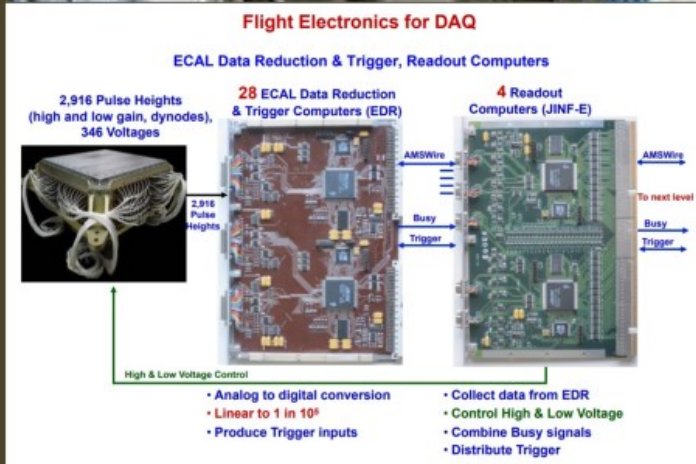 Flight Electronics for DAQ
ECAL Data Reduction & Trigger, Readout Computers
2,916 Pulse Heights
(high and low gain, dynodes),
346 Voltages
28 ECAL Data Reduction
& Trigger Computers (EDR)
4 Readout
Computers (JINF-E)
AMSWire
AMSWire
2,916
Pulse
Heights
To next level
Busy
Busy
Trigger
Trigger
High & Low Voltage Control
• Analog to digital conversion
• Linear to 1 in 10⁵
• Produce Trigger inputs
• Collect data from EDR
• Control High & Low Voltage
• Combine Busy signals
• Distribute Trigger